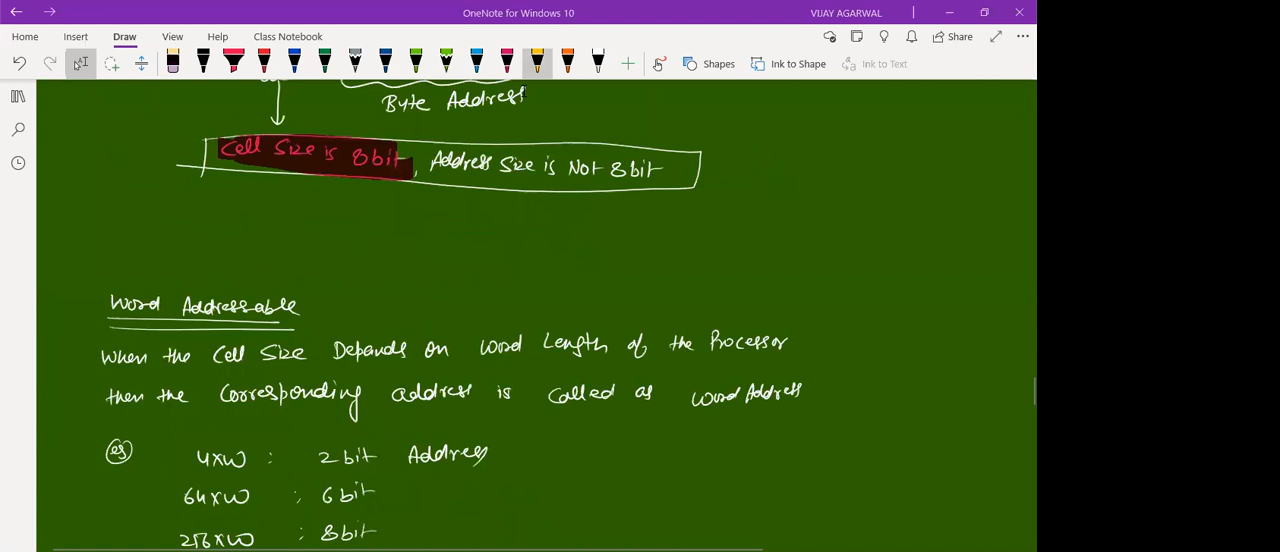 OneNote for Windows 10
VIJAY AGARWAL
Home Insert Draw View Help Class Notebook
Share
Shapes
Ink to Shape
Ink to Text
Byte Address
Cell Size is 8bit, Address Size is Not 8bit
Word Addressable
When the Cell Size Depends on Word Length of the Processor
then the Corresponding address is called as Word Address
eg
4xW : 2bit Address
64xW : 6bit
256xW : 8bit